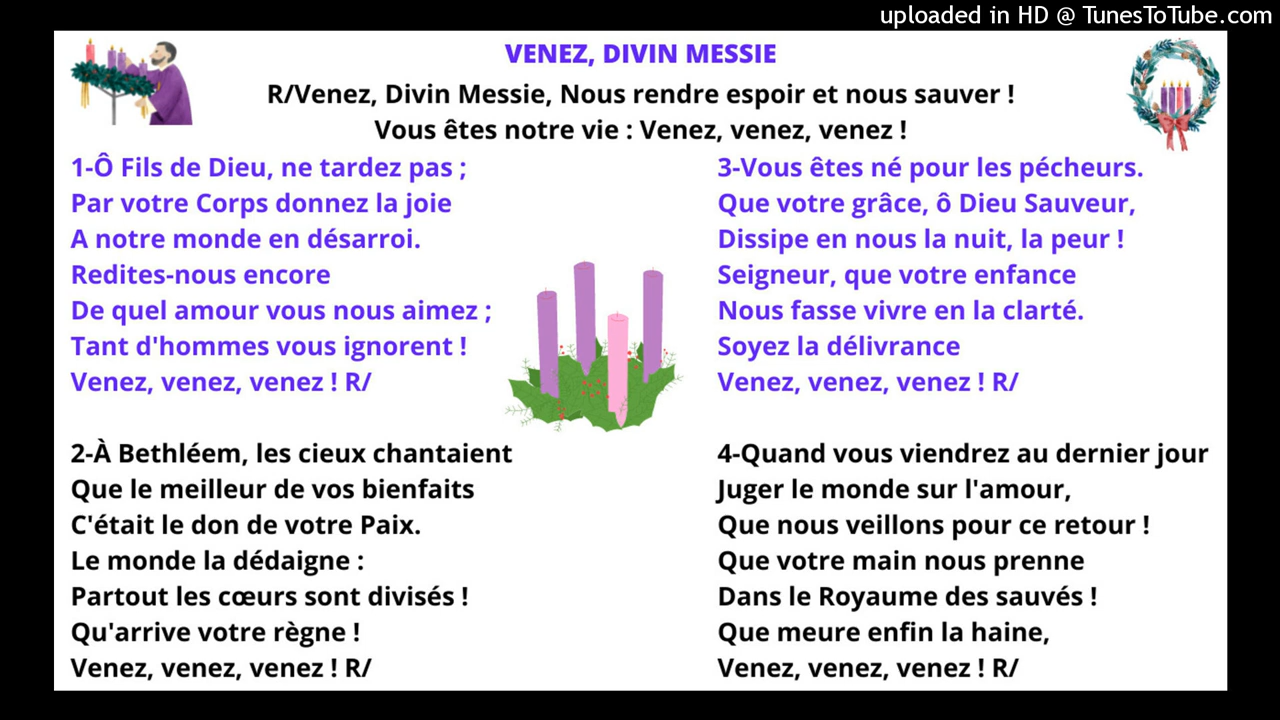 uploaded in HD @ TunesToTube.com
VENEZ, DIVIN MESSIE
R/Venez, Divin Messie, Nous rendre espoir et nous sauver !
Vous êtes notre vie : Venez, venez, venez !
1-Ô Fils de Dieu, ne tardez pas ;
Par votre Corps donnez la joie
A notre monde en désarroi.
Redites-nous encore
De quel amour vous nous aimez ;
Tant d'hommes vous ignorent !
Venez, venez, venez ! R/
2-À Bethléem, les cieux chantaient
Que le meilleur de vos bienfaits
C'était le don de votre Paix.
Le monde la dédaigne :
Partout les cœurs sont divisés !
Qu'arrive votre règne !
Venez, venez, venez ! R/
3-Vous êtes né pour les pécheurs.
Que votre grâce, ô Dieu Sauveur,
Dissipe en nous la nuit, la peur !
Seigneur, que votre enfance
Nous fasse vivre en la clarté.
Soyez la délivrance
Venez, venez, venez ! R/
4-Quand vous viendrez au dernier jour
Juger le monde sur l'amour,
Que nous veillons pour ce retour !
Que votre main nous prenne
Dans le Royaume des sauvés !
Que meure enfin la haine,
Venez, venez, venez ! R/